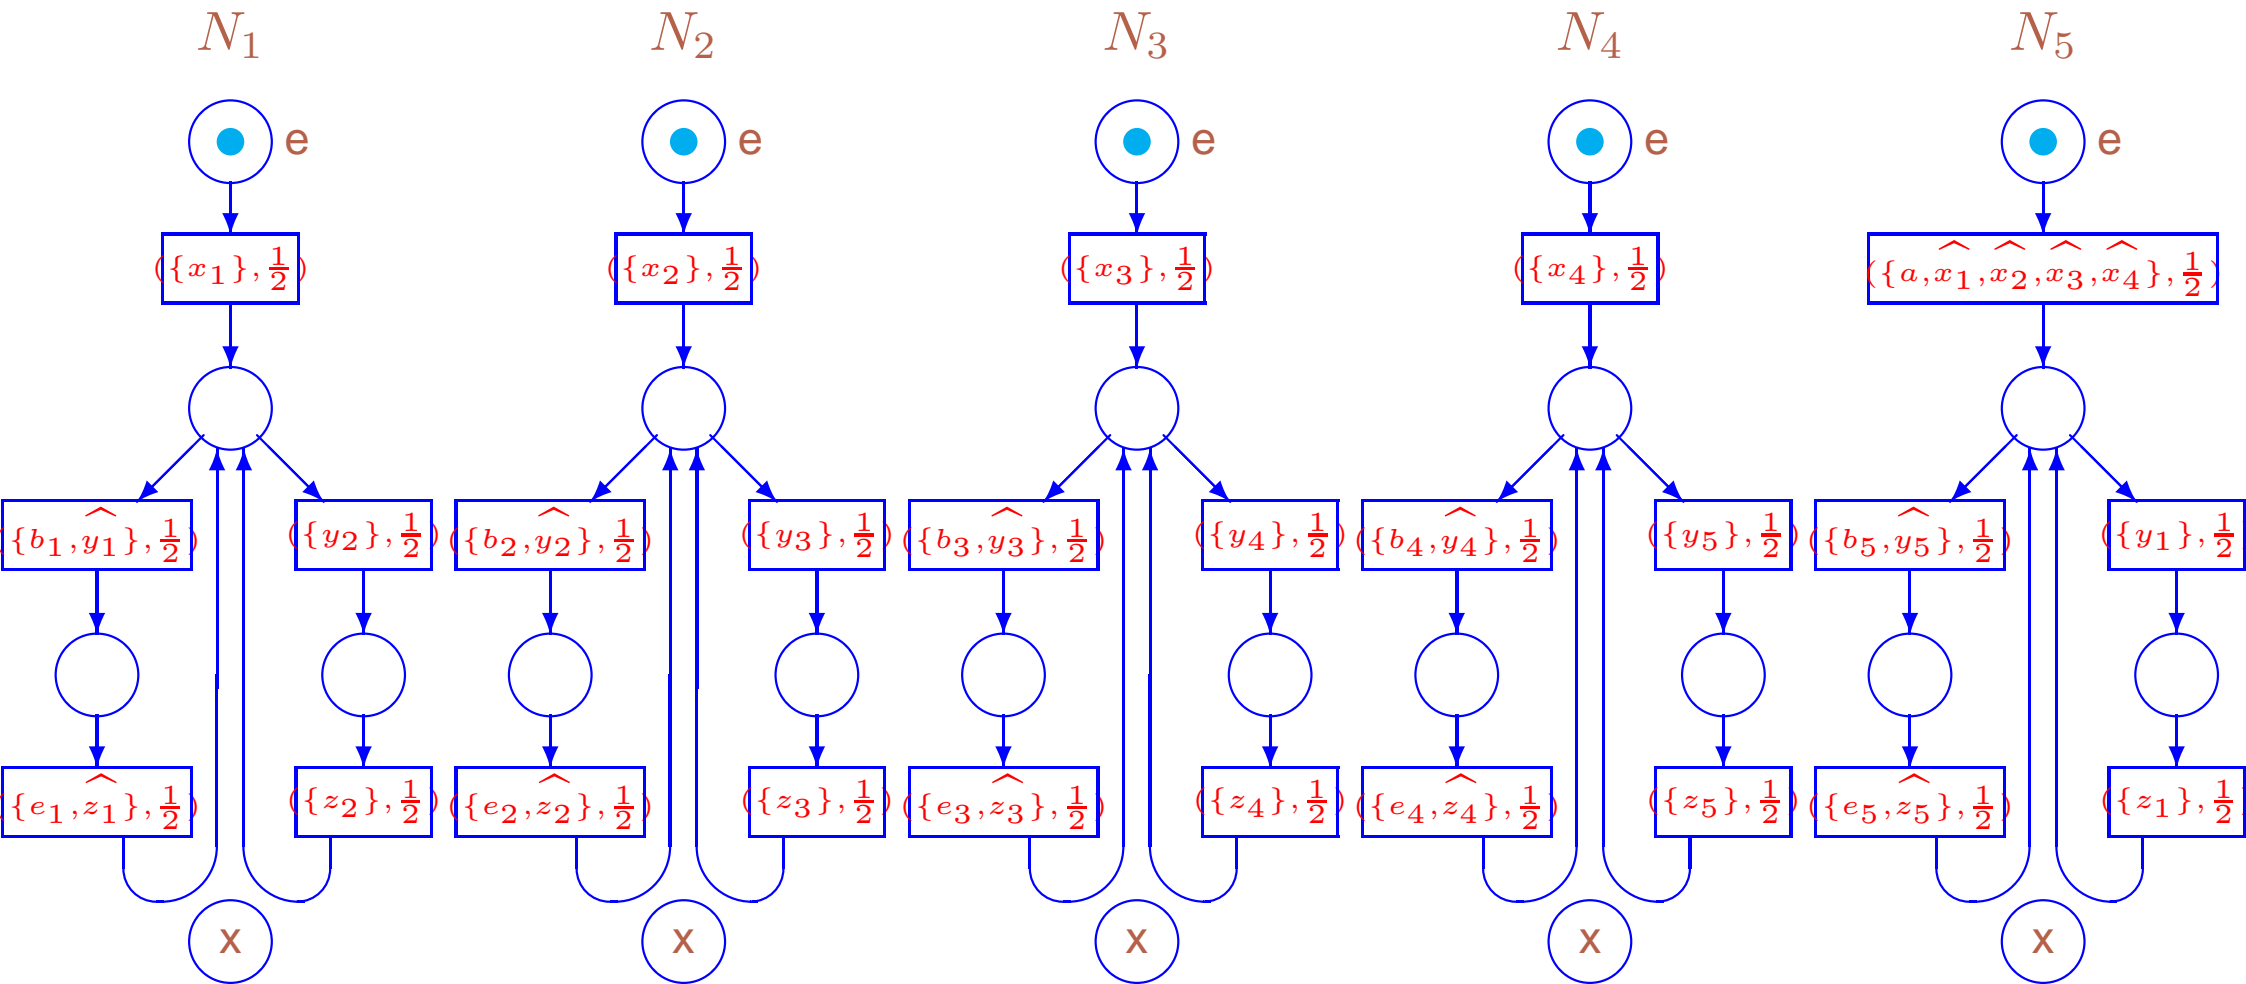 N₁ N₂ N₃ N₄ N₅
e e e e e
({x₁},½) ({x₂},½) ({x₃},½) ({x₄},½) ({a,x̂₁,x̂₂,x̂₃,x̂₄},½)
({b₁,ŷ₁},½) ({y₂},½) ({b₂,ŷ₂},½) ({y₃},½) ({b₃,ŷ₃},½) ({y₄},½) ({b₄,ŷ₄},½) ({y₅},½) ({b₅,ŷ₅},½) ({y₁},½
({e₁,ẑ₁},½) ({z₂},½) ({e₂,ẑ₂},½) ({z₃},½) ({e₃,ẑ₃},½) ({z₄},½) ({e₄,ẑ₄},½) ({z₅},½) ({e₅,ẑ₅},½) ({z₁},½)
x x x x x